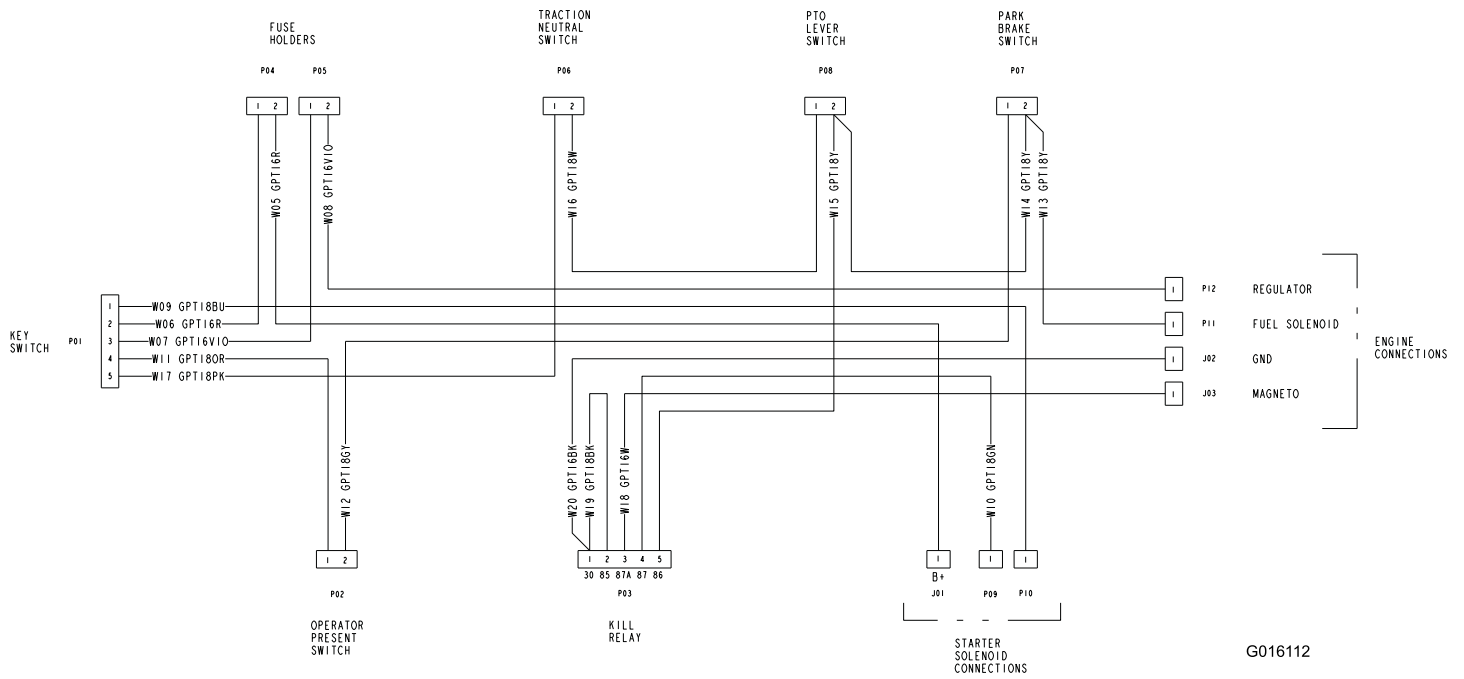 FUSE
HOLDERS
TRACTION
NEUTRAL
SWITCH
PTO
LEVER
SWITCH
PARK
BRAKE
SWITCH
P04
P05
P06
P08
P07
1 2
1 2
1 2
1 2
1 2
W05 GPT16R
W08 GPT16VIO
W16 GPT18W
W15 GPT18Y
W14 GPT18Y
W13 GPT18Y
KEY
SWITCH
P01
1
2
3
4
5
W09 GPT18BU
W06 GPT16R
W07 GPT16VIO
W11 GPT18OR
W17 GPT18PK
1 P12 REGULATOR
1 P11 FUEL SOLENOID
1 J02 GND
1 J03 MAGNETO
ENGINE
CONNECTIONS
W12 GPT18GY
W20 GPT16BK
W19 GPT18BK
W18 GPT16W
W10 GPT18GN
1 2
P02
OPERATOR
PRESENT
SWITCH
1 2 3 4 5
30 85 87A 87 86
P03
KILL
RELAY
1
1
1
B+
J01
P09
P10
STARTER
SOLENOID
CONNECTIONS
G016112